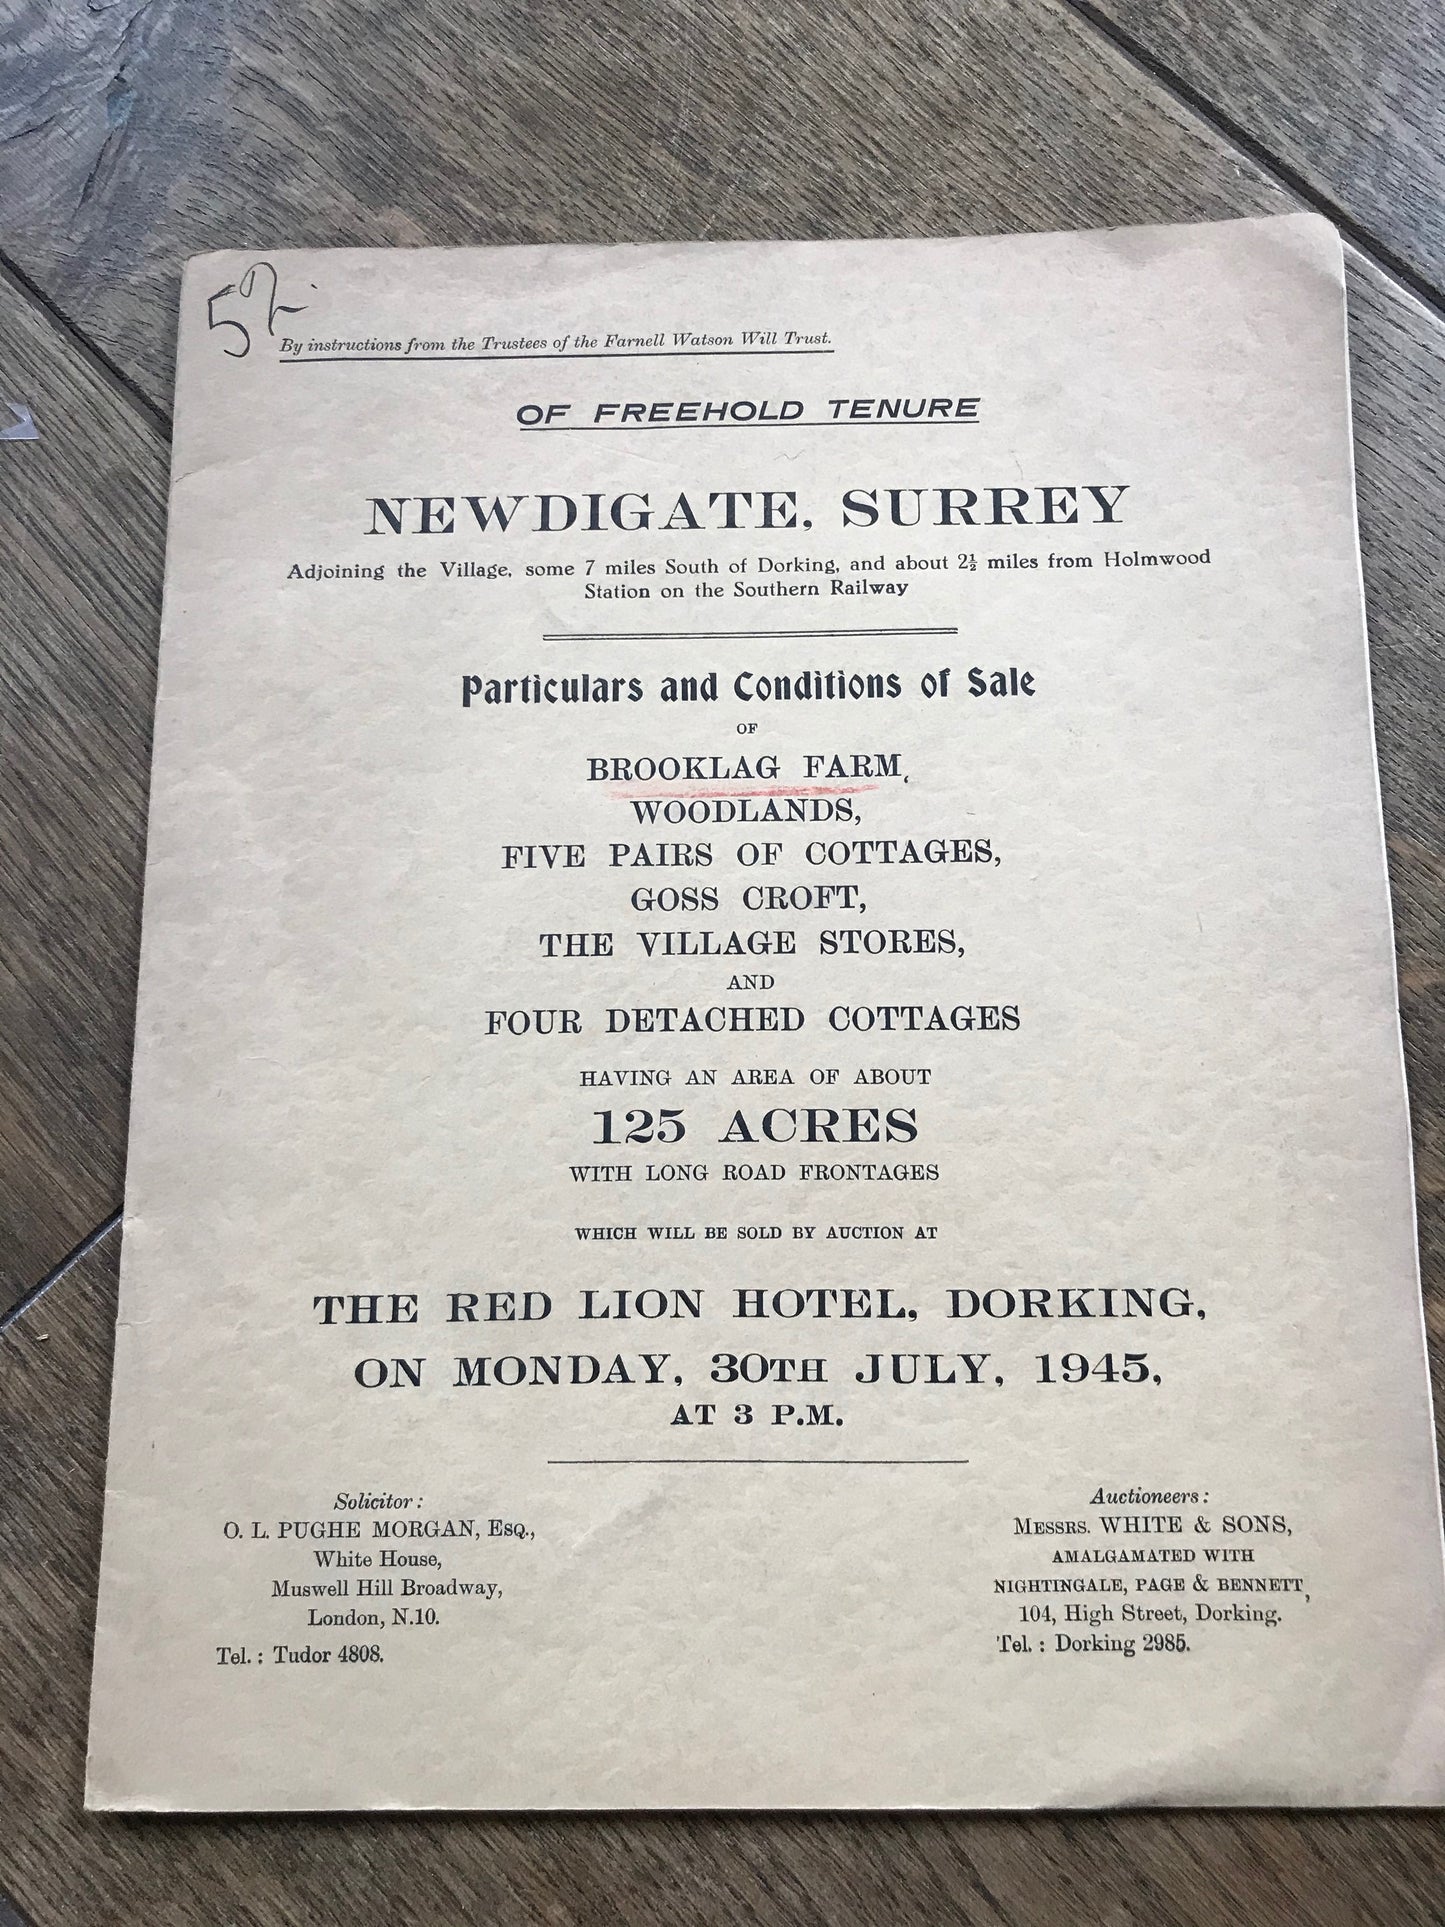 By instructions from the Trustees of the Farnell Watson Will Trust.
OF FREEHOLD TENURE
NEWDIGATE, SURREY
Adjoining the Village, some 7 miles South of Dorking, and about 2½ miles from Holmwood
Station on the Southern Railway
Particulars and Conditions of Sale
OF
BROOKLAG FARM,
WOODLANDS,
FIVE PAIRS OF COTTAGES,
GOSS CROFT,
THE VILLAGE STORES,
AND
FOUR DETACHED COTTAGES
HAVING AN AREA OF ABOUT
125 ACRES
WITH LONG ROAD FRONTAGES
WHICH WILL BE SOLD BY AUCTION AT
THE RED LION HOTEL, DORKING,
ON MONDAY, 30TH JULY, 1945,
AT 3 P.M.
Solicitor:
O. L. PUGHE MORGAN, ESQ.,
White House,
Muswell Hill Broadway,
London, N.10.
Tel.: Tudor 4808.
Auctioneers:
MESSRS. WHITE & SONS,
AMALGAMATED WITH
NIGHTINGALE, PAGE & BENNETT,
104, High Street, Dorking.
Tel.: Dorking 2985.